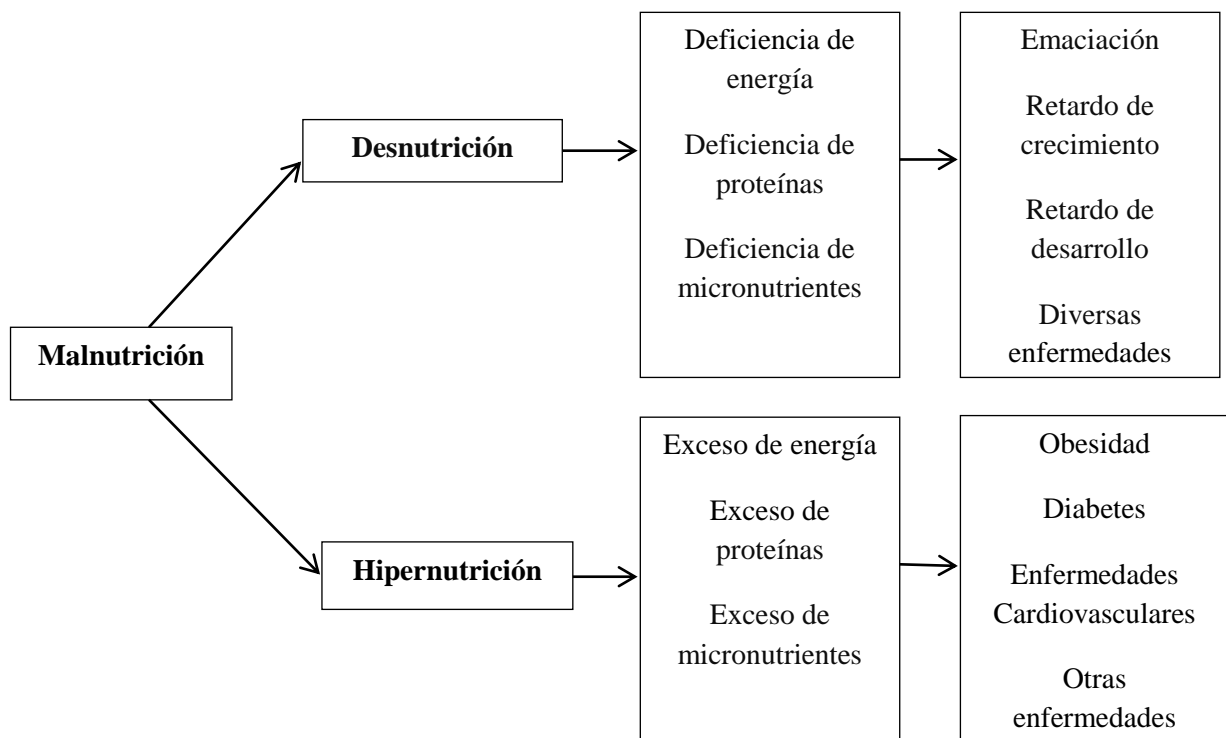 Malnutrición
Desnutrición
Deficiencia de
energía
Deficiencia de
proteínas
Deficiencia de
micronutrientes
Emaciación
Retardo de
crecimiento
Retardo de
desarrollo
Diversas
enfermedades
Hipernutrición
Exceso de energía
Exceso de
proteínas
Exceso de
micronutrientes
Obesidad
Diabetes
Enfermedades
Cardiovasculares
Otras
enfermedades